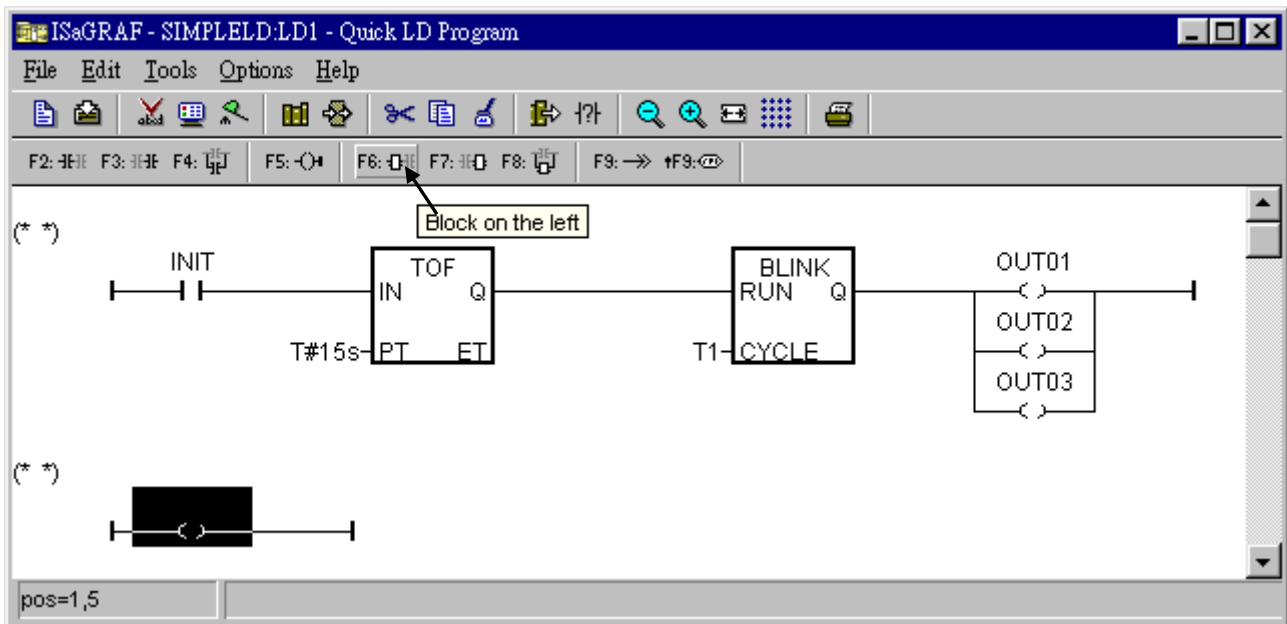 ISaGRAF - SIMPLELD:LD1 - Quick LD Program
File Edit Tools Options Help
abcd
F2: F3: F4: F5: F6: F7: F8: F9: ↑F9:
Block on the left
(* *)
INIT TOF BLINK OUT01
IN Q RUN Q
OUT02
T#15s PT ET T1 CYCLE
OUT03
(* *)
pos=1,5